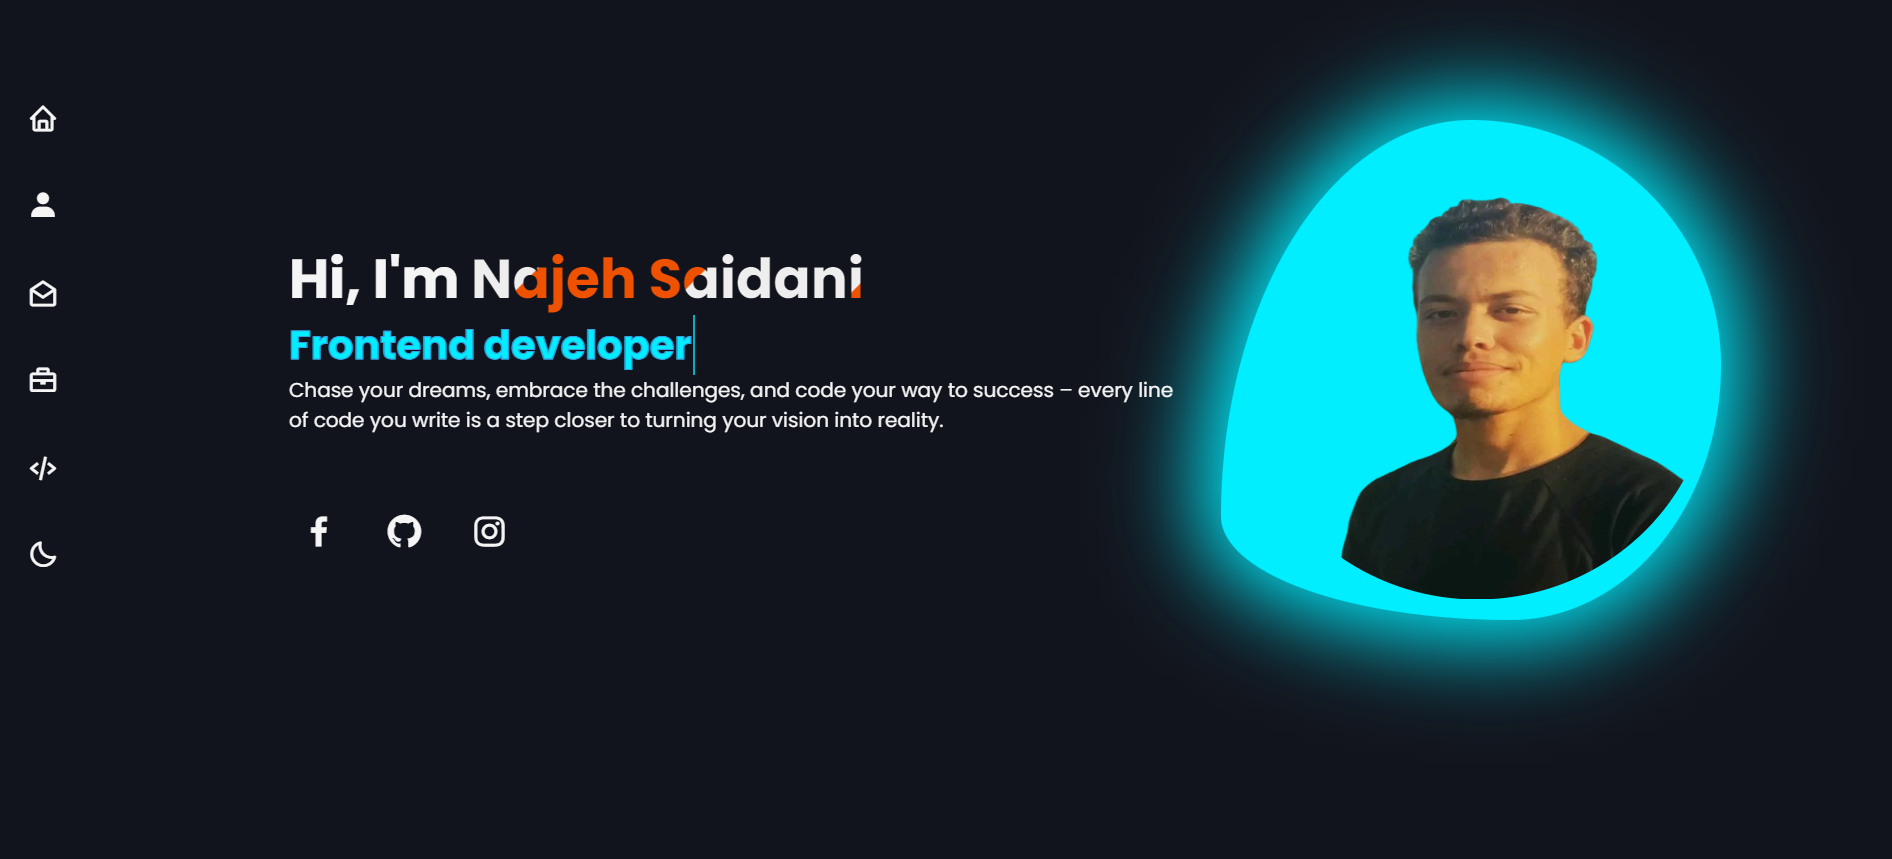 Hi, I'm Najeh Saidani
Frontend developer
Chase your dreams, embrace the challenges, and code your way to success – every line
of code you write is a step closer to turning your vision into reality.